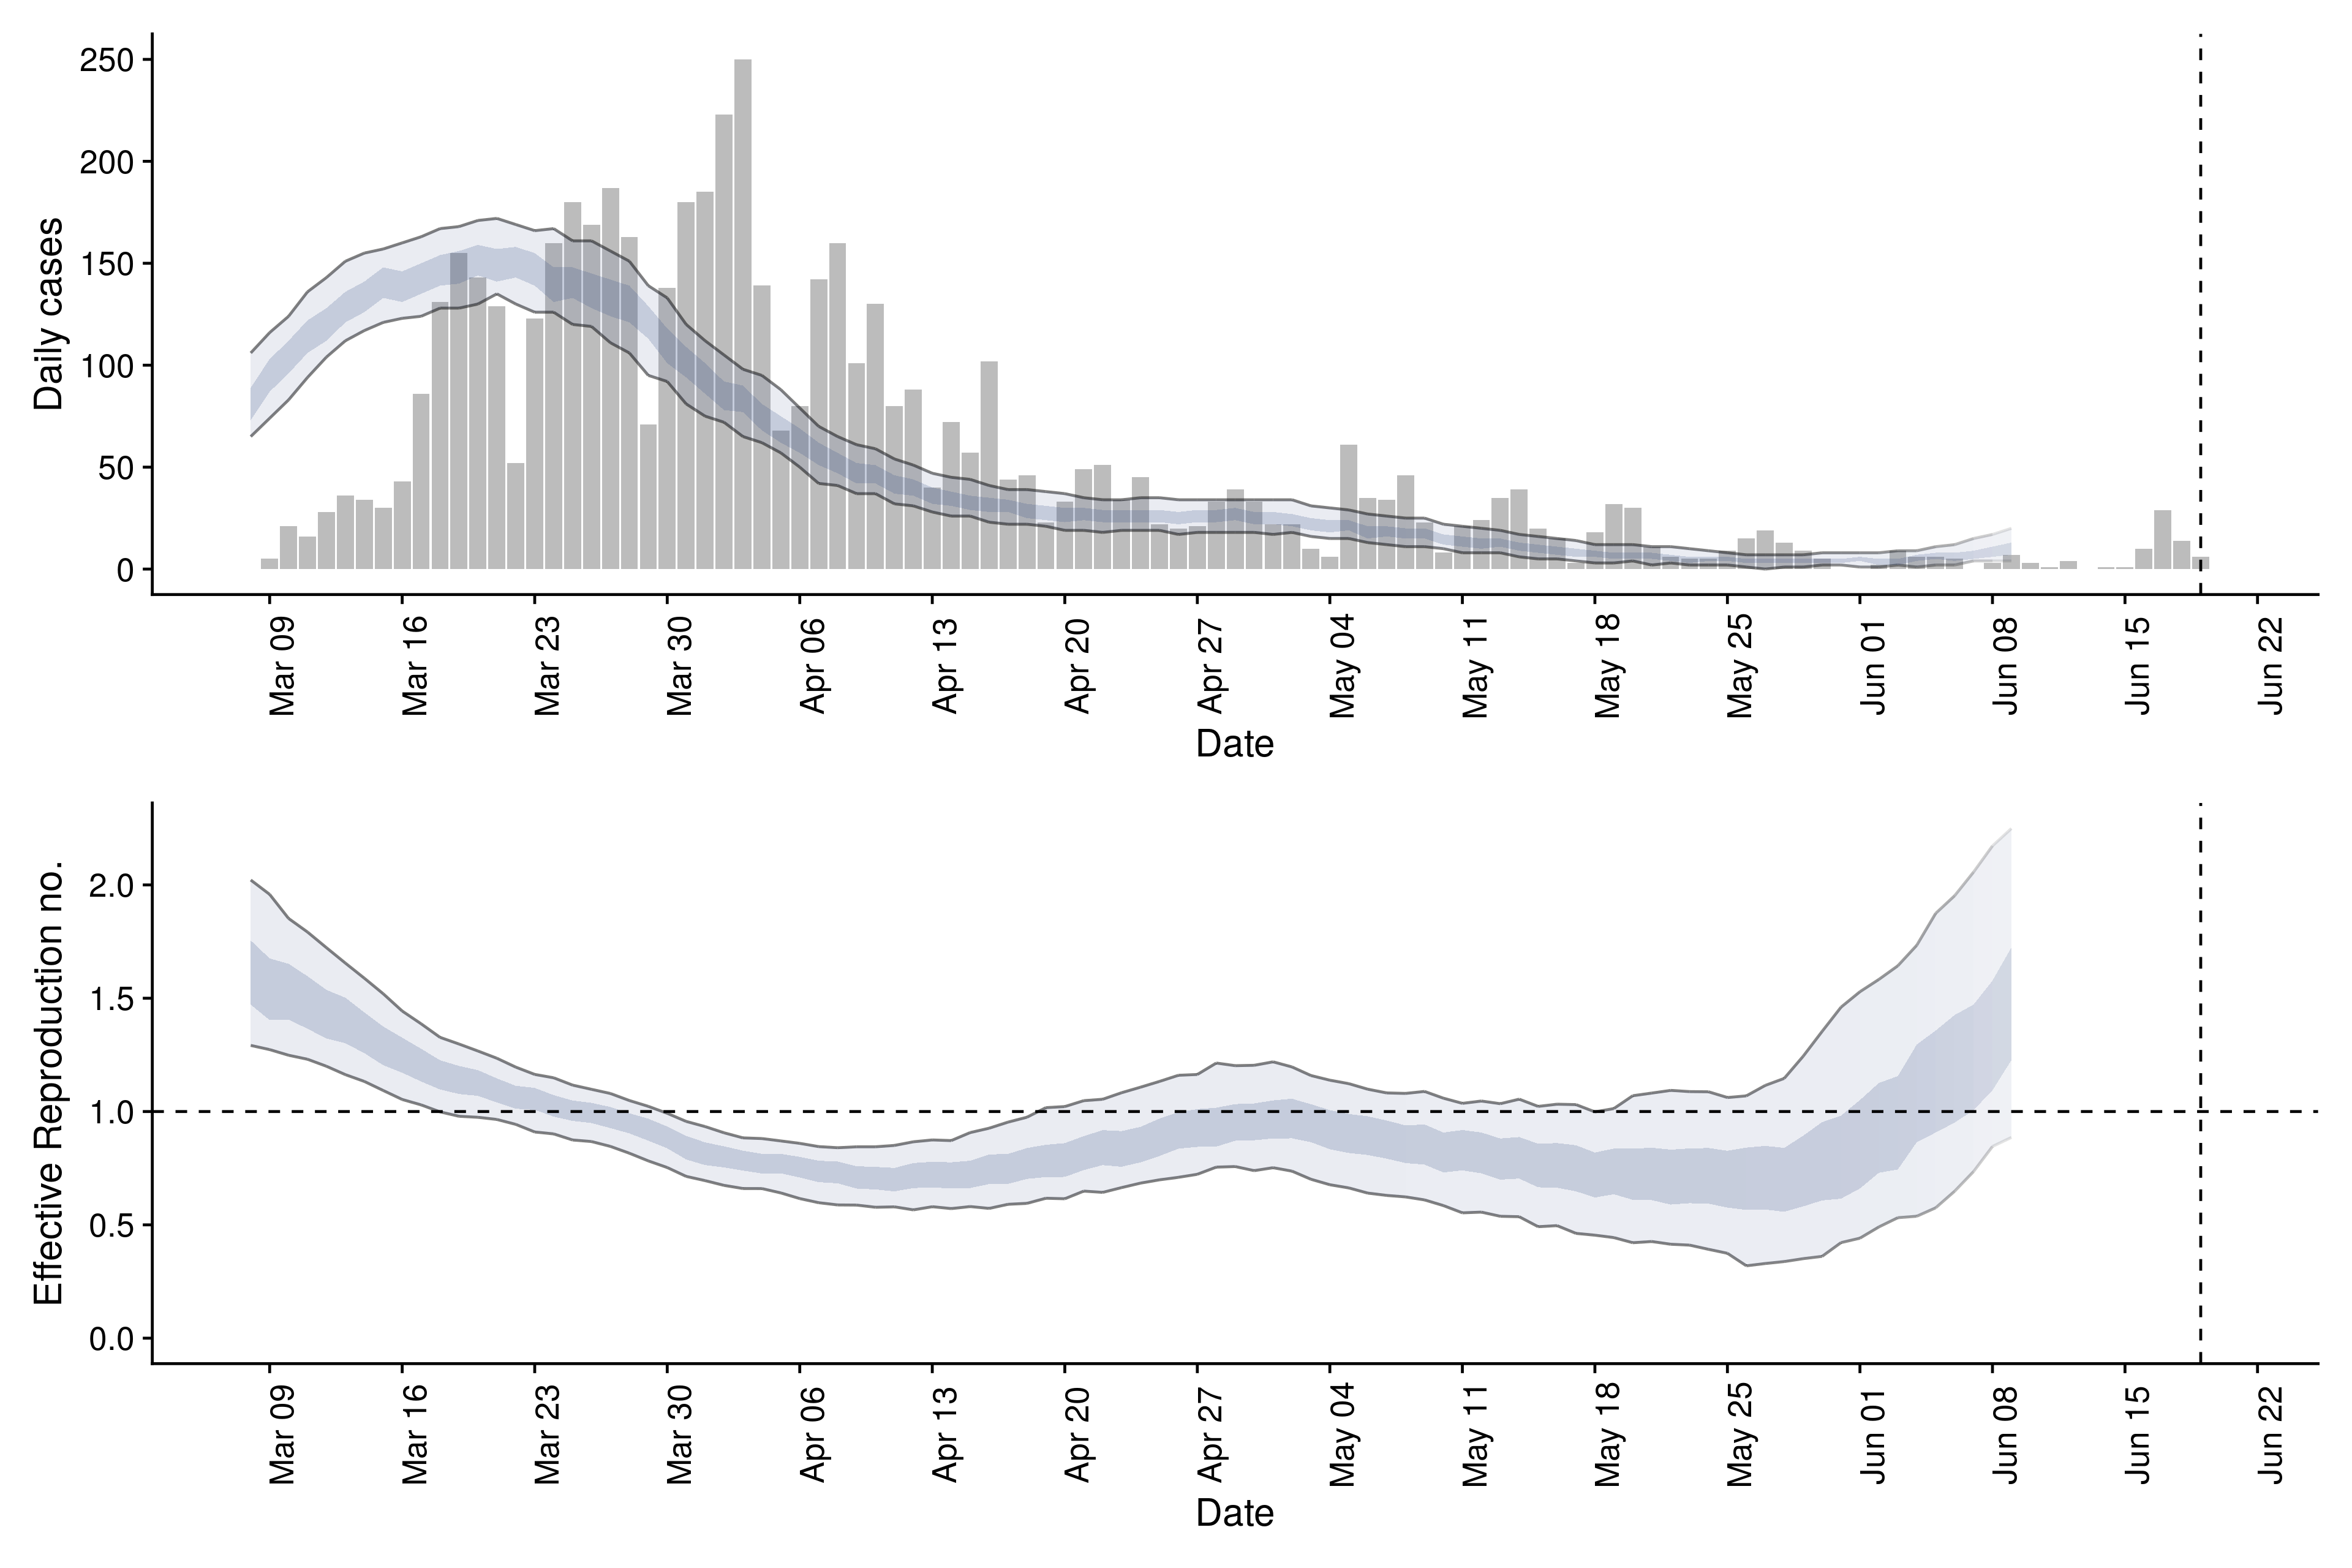 Daily cases
250
200
150
100
50
0
Mar 09
Mar 16
Mar 23
Mar 30
Apr 06
Apr 13
Apr 20
Apr 27
May 04
May 11
May 18
May 25
Jun 01
Jun 08
Jun 15
Jun 22
Date
Effective Reproduction no.
2.0
1.5
1.0
0.5
0.0
Mar 09
Mar 16
Mar 23
Mar 30
Apr 06
Apr 13
Apr 20
Apr 27
May 04
May 11
May 18
May 25
Jun 01
Jun 08
Jun 15
Jun 22
Date